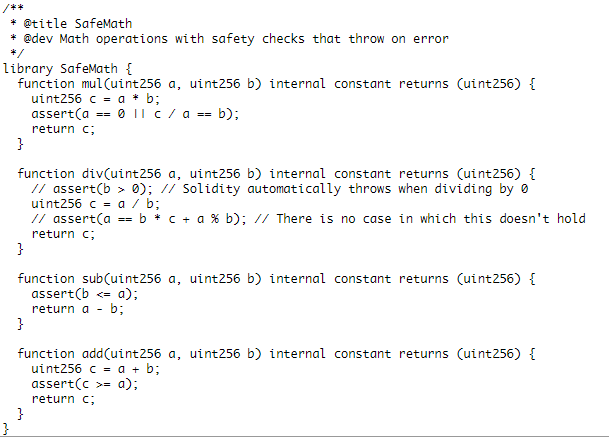 /**
 * @title SafeMath
 * @dev Math operations with safety checks that throw on error
 */
library SafeMath {
  function mul(uint256 a, uint256 b) internal constant returns (uint256) {
    uint256 c = a * b;
    assert(a == 0 || c / a == b);
    return c;
  }

  function div(uint256 a, uint256 b) internal constant returns (uint256) {
    // assert(b > 0); // Solidity automatically throws when dividing by 0
    uint256 c = a / b;
    // assert(a == b * c + a % b); // There is no case in which this doesn't hold
    return c;
  }

  function sub(uint256 a, uint256 b) internal constant returns (uint256) {
    assert(b <= a);
    return a - b;
  }

  function add(uint256 a, uint256 b) internal constant returns (uint256) {
    uint256 c = a + b;
    assert(c >= a);
    return c;
  }
}